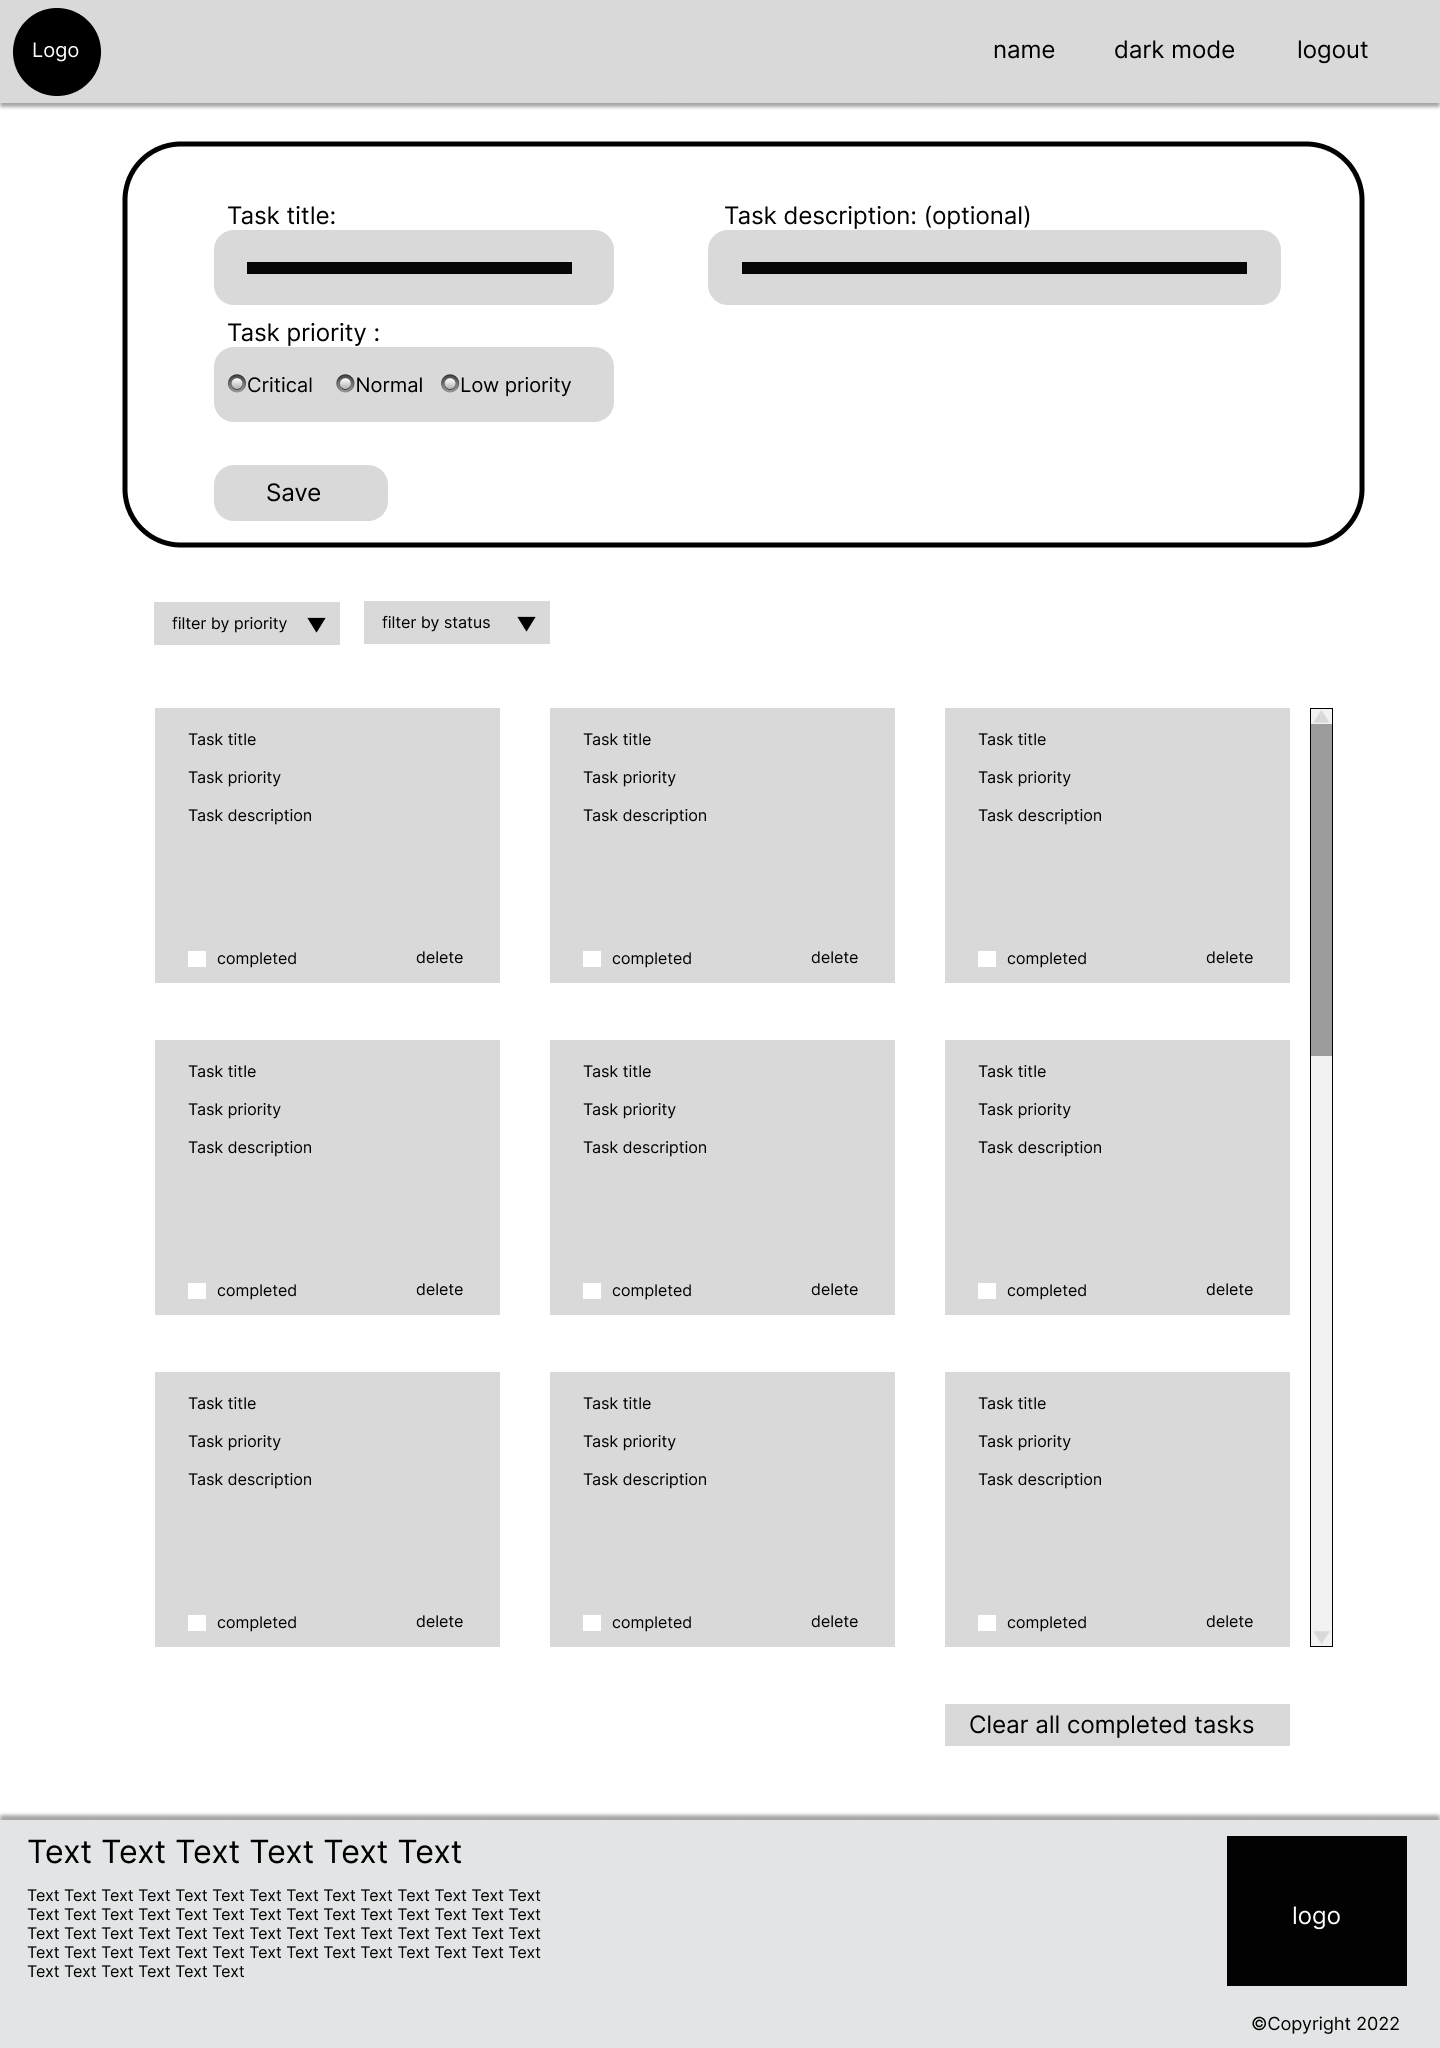 Logo
name
dark mode
logout
Task title:
Task description: (optional)
Task priority :
Critical
Normal
Low priority
Save
filter by priority
filter by status
Task title
Task priority
Task description
completed
delete
Task title
Task priority
Task description
completed
delete
Task title
Task priority
Task description
completed
delete
Task title
Task priority
Task description
completed
delete
Task title
Task priority
Task description
completed
delete
Task title
Task priority
Task description
completed
delete
Task title
Task priority
Task description
completed
delete
Task title
Task priority
Task description
completed
delete
Task title
Task priority
Task description
completed
delete
Clear all completed tasks
Text Text Text Text Text Text
Text Text Text Text Text Text Text Text Text Text Text Text Text Text
Text Text Text Text Text Text Text Text Text Text Text Text Text Text
Text Text Text Text Text Text Text Text Text Text Text Text Text Text
Text Text Text Text Text Text Text Text Text Text Text Text Text Text
Text Text Text Text Text Text
logo
©Copyright 2022